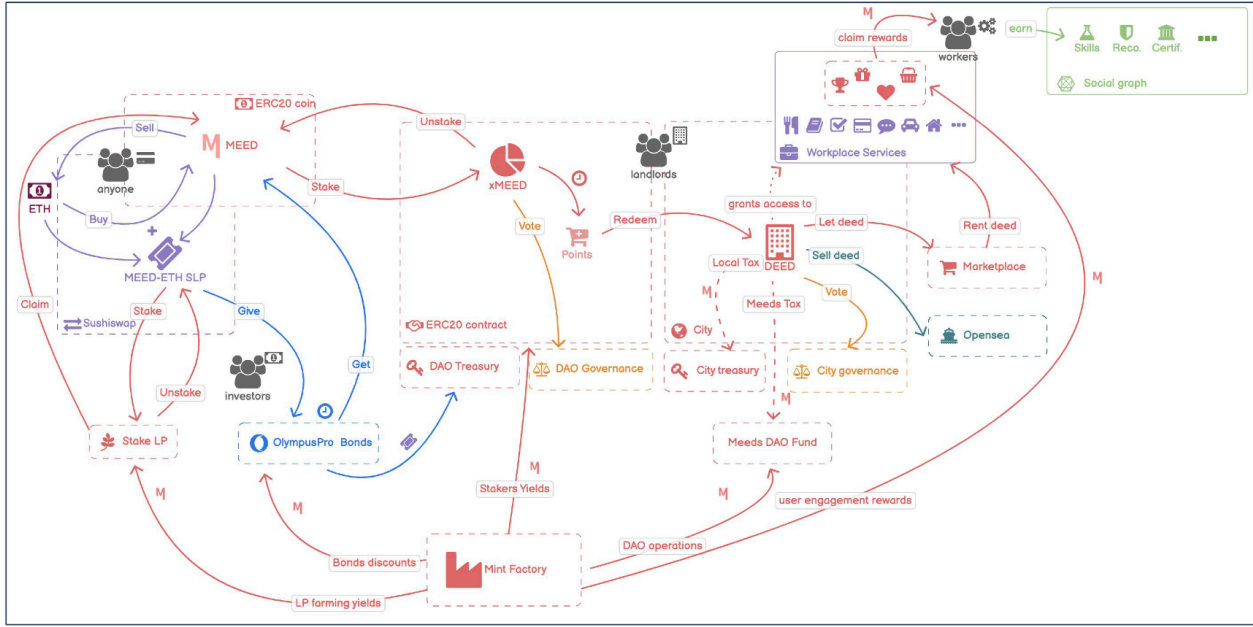 claim rewards
workers
earn
Skills
Reco.
Certif.
Social graph
ERC20 coin
Sell
MEED
Unstake
anyone
ETH
Buy
Stake
xMEED
Workplace Services
landlords
grants access to
Vote
Redeem
Points
Let deed
Rent deed
MEED-ETH SLP
Local Tax
DEED
Sell deed
Marketplace
Claim
Stake
Give
Meeds Tax
Vote
Sushiswap
ERC20 contract
City
Opensea
Get
DAO Treasury
DAO Governance
City treasury
City governance
Unstake
investors
Stake LP
OlympusPro Bonds
Meeds DAO Fund
Stakers Yields
user engagement rewards
DAO operations
Bonds discounts
Mint Factory
LP farming yields